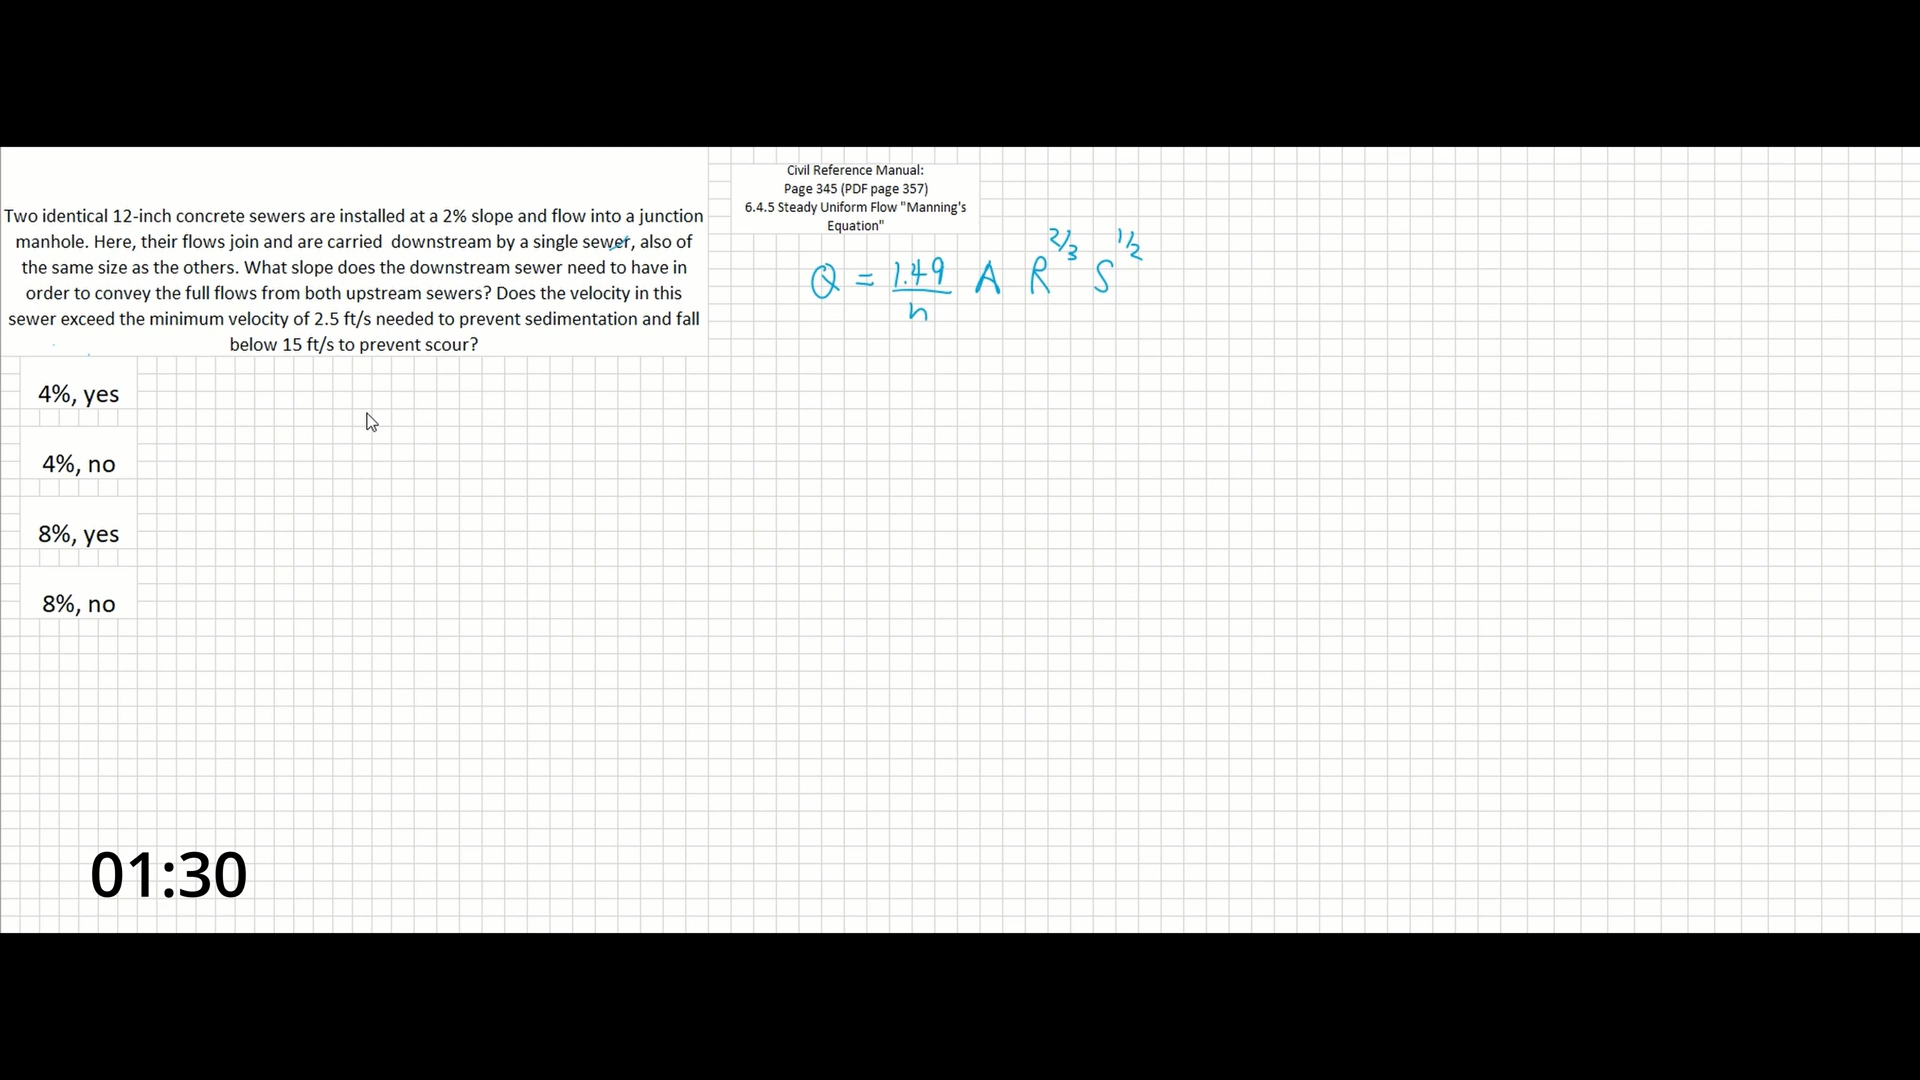 Two identical 12-inch concrete sewers are installed at a 2% slope and flow into a junction
manhole. Here, their flows join and are carried downstream by a single sewer, also of
the same size as the others. What slope does the downstream sewer need to have in
order to convey the full flows from both upstream sewers? Does the velocity in this
sewer exceed the minimum velocity of 2.5 ft/s needed to prevent sedimentation and fall
below 15 ft/s to prevent scour?
4%, yes
4%, no
8%, yes
8%, no
01:30
Civil Reference Manual:
Page 345 (PDF page 357)
6.4.5 Steady Uniform Flow "Manning's
Equation"
Q = 1.49/n A R^2/3 S^1/2